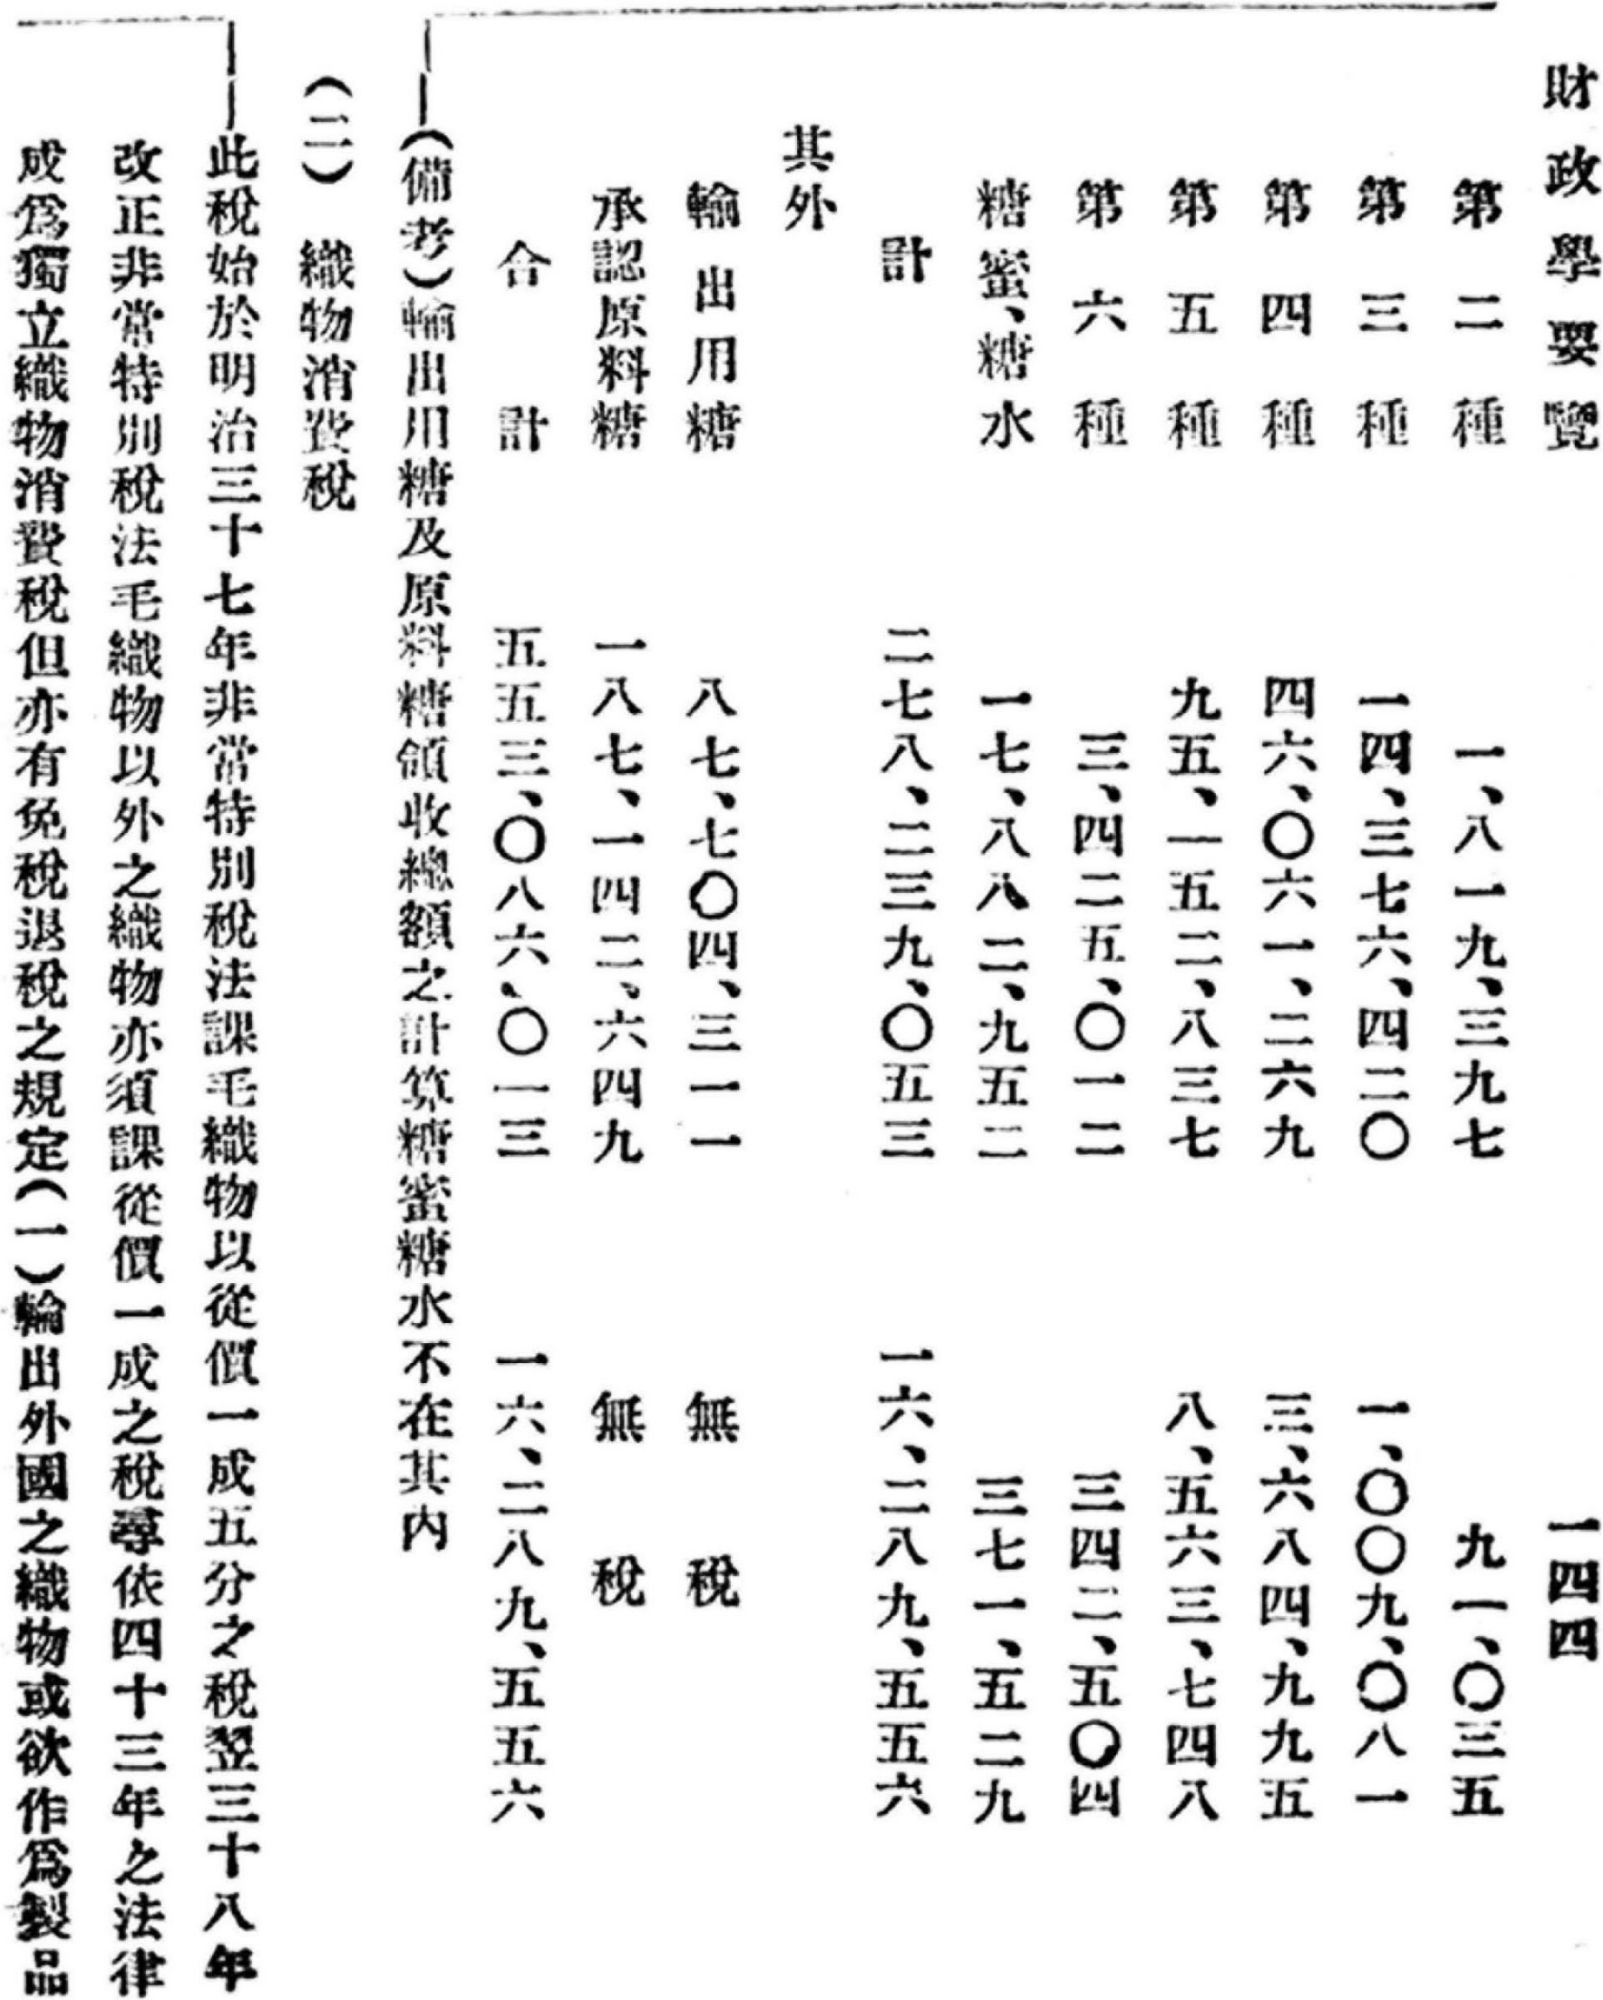 財政學要覽 一四四
第二種 一、八一九、三九七 九一、〇三五
第三種 一四、三七六、四二〇 一、〇〇九、〇八一
第四種 四六、〇六一、二六九 三、六八四、九九五
第五種 九五、一五二、八三七 八、五六三、七四八
第六種 三、四二五、〇一二 三四二、五〇四
糖蜜、糖水 一七、八八二、九五二 三七一、五二九
計 二七八、二三九、〇五三 一六、二八九、五五六
其外
輸出用糖 八七、七〇四、三一一 無稅
承認原料糖 一八七、一四二、六四九 無稅
合計 五五三、〇八六、〇一三 一六、二八九、五五六
(備考)輸出用糖及原料糖領收總額之計算糖蜜糖水不在其內
(二) 織物消費稅
此稅始於明治三十七年非常特別稅法課毛織物以從價一成五分之稅翌三十八年
改正非常特別稅法毛織物以外之織物亦須課從價一成之稅尋依四十三年之法律
成爲獨立織物消費稅但亦有免稅退稅之規定(一)輸出外國之織物或欲作爲製品